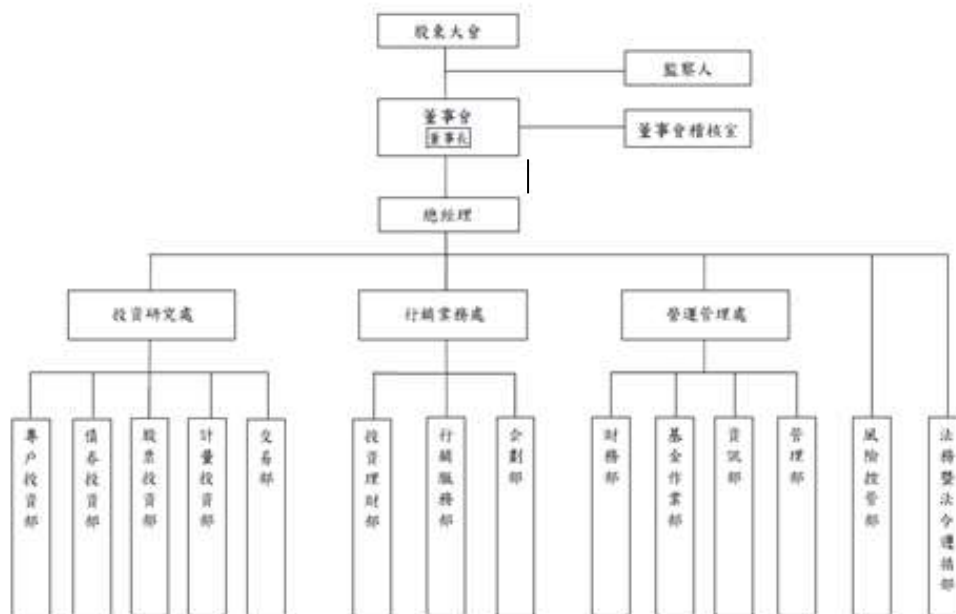 股東大會
監察人
董事會
董事長
董事會稽核室
總經理
投資研究處
行銷業務處
營運管理處
專戶投資部
債券投資部
股票投資部
計量投資部
交易部
投資理財部
行銷服務部
企劃部
財務部
基金作業部
資訊部
管理部
風險控管部
法務暨法令遵循部